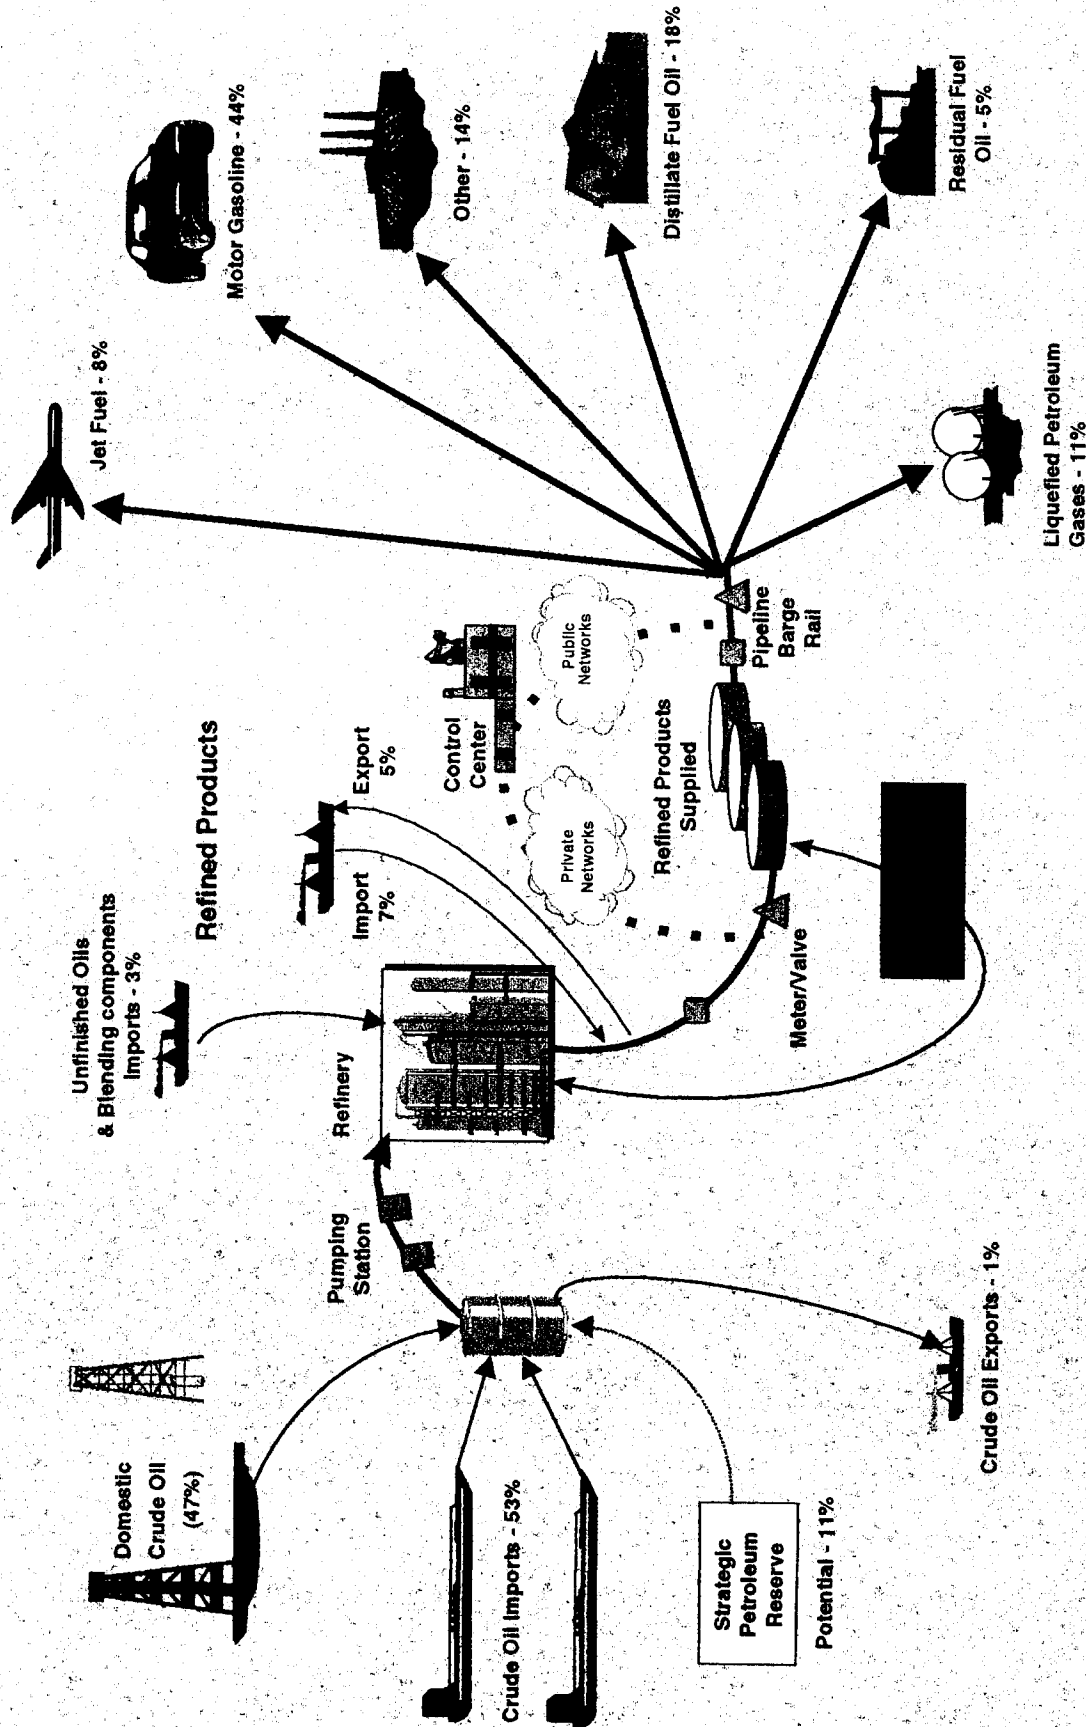 Domestic
Crude Oil
(47%)
Crude Oil Imports - 53%
Strategic
Petroleum
Reserve
Potential - 11%
Crude Oil Exports - 1%
Pumping
Station
Refinery
Unfinished Oils
& Blending components
Imports - 3%
Refined Products
Import
7%
Export
5%
Control
Center
Private
Networks
Public
Networks
Meter/Valve
Refined Products
Supplied
Pipeline
Barge
Rail
Jet Fuel - 8%
Motor Gasoline - 44%
Other - 14%
Distillate Fuel Oil - 18%
Residual Fuel
Oil - 5%
Liquefied Petroleum
Gases - 11%